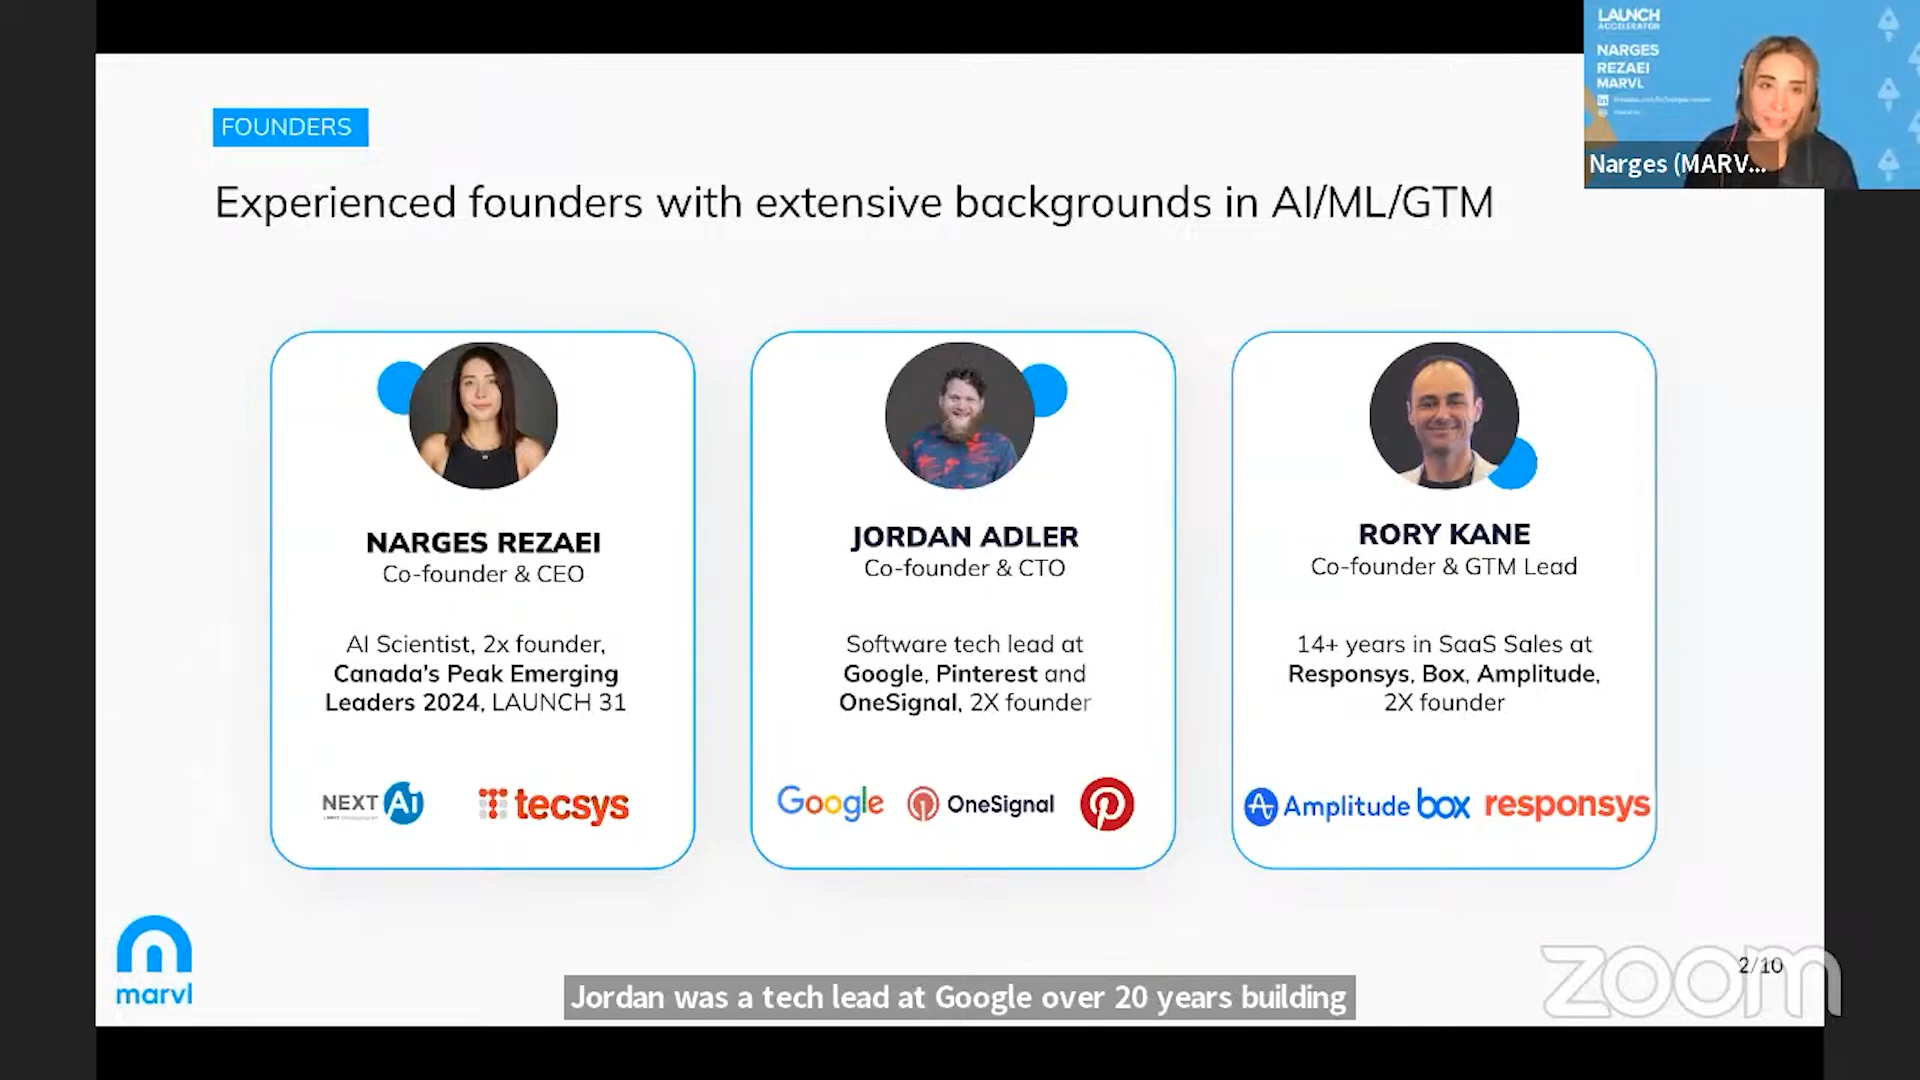 LAUNCH
ACCELERATOR
NARGES
REZAEI
MARVL
Narges (MARV...
FOUNDERS
Experienced founders with extensive backgrounds in AI/ML/GTM
NARGES REZAEI
Co-founder & CEO
AI Scientist, 2x founder,
Canada's Peak Emerging
Leaders 2024, LAUNCH 31
NEXT Ai
tecsys
JORDAN ADLER
Co-founder & CTO
Software tech lead at
Google, Pinterest and
OneSignal, 2X founder
Google
OneSignal
RORY KANE
Co-founder & GTM Lead
14+ years in SaaS Sales at
Responsys, Box, Amplitude,
2X founder
Amplitude
box
responsys
marvl
Jordan was a tech lead at Google over 20 years building
2/10
zoom